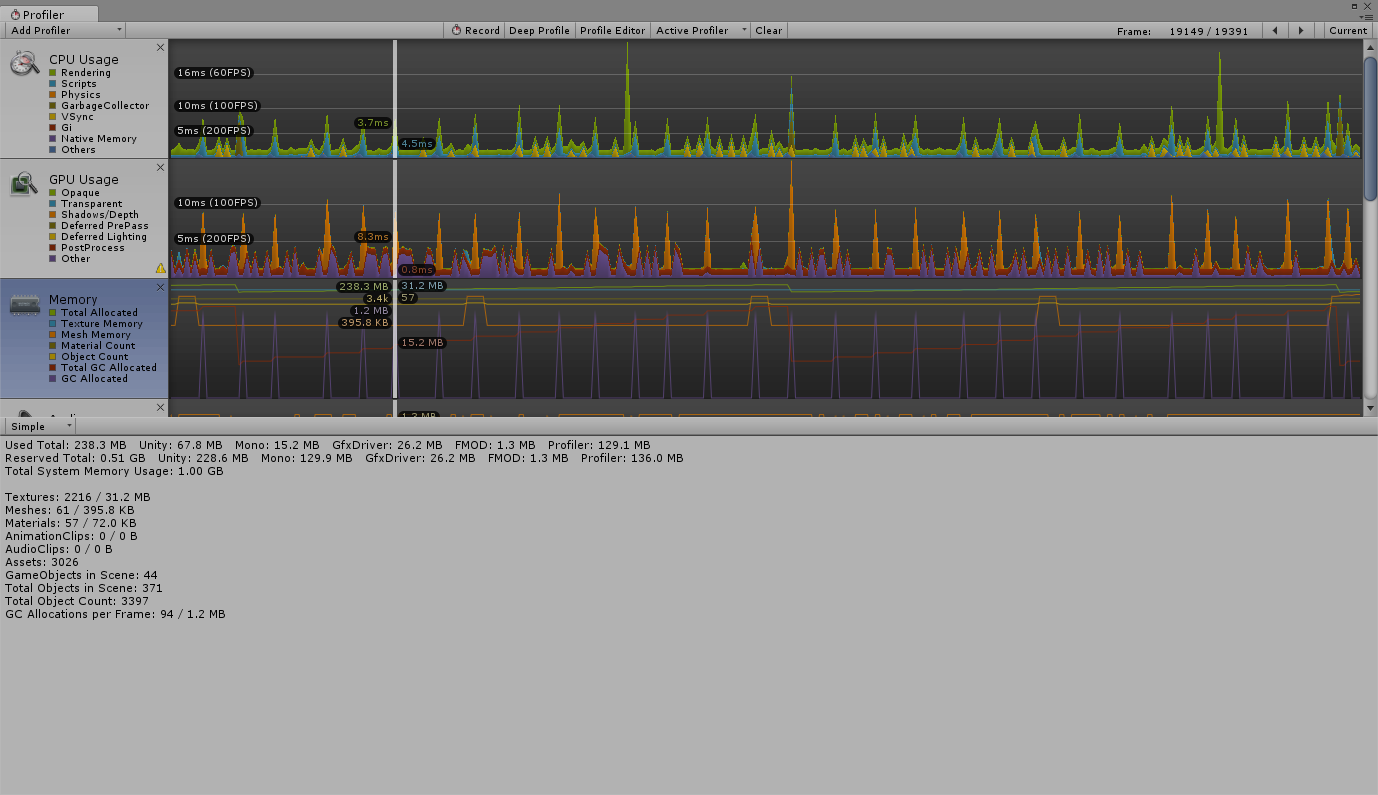 Profiler
Add Profiler Record Deep Profile Profile Editor Active Profiler Clear Frame: 19149 / 19391 Current
CPU Usage
Rendering
Scripts
Physics
GarbageCollector
VSync
Gi
Native Memory
Others
16ms (60FPS)
10ms (100FPS)
5ms (200FPS)
3.7ms
4.5ms
GPU Usage
Opaque
Transparent
Shadows/Depth
Deferred PrePass
Deferred Lighting
PostProcess
Other
10ms (100FPS)
5ms (200FPS)
8.3ms
0.8ms
Memory
Total Allocated
Texture Memory
Mesh Memory
Material Count
Object Count
Total GC Allocated
GC Allocated
238.3 MB 31.2 MB
3.4k 57
1.2 MB
395.8 KB
15.2 MB
1.3 MB
Simple
Used Total: 238.3 MB Unity: 67.8 MB Mono: 15.2 MB GfxDriver: 26.2 MB FMOD: 1.3 MB Profiler: 129.1 MB
Reserved Total: 0.51 GB Unity: 228.6 MB Mono: 129.9 MB GfxDriver: 26.2 MB FMOD: 1.3 MB Profiler: 136.0 MB
Total System Memory Usage: 1.00 GB
Textures: 2216 / 31.2 MB
Meshes: 61 / 395.8 KB
Materials: 57 / 72.0 KB
AnimationClips: 0 / 0 B
AudioClips: 0 / 0 B
Assets: 3026
GameObjects in Scene: 44
Total Objects in Scene: 371
Total Object Count: 3397
GC Allocations per Frame: 94 / 1.2 MB